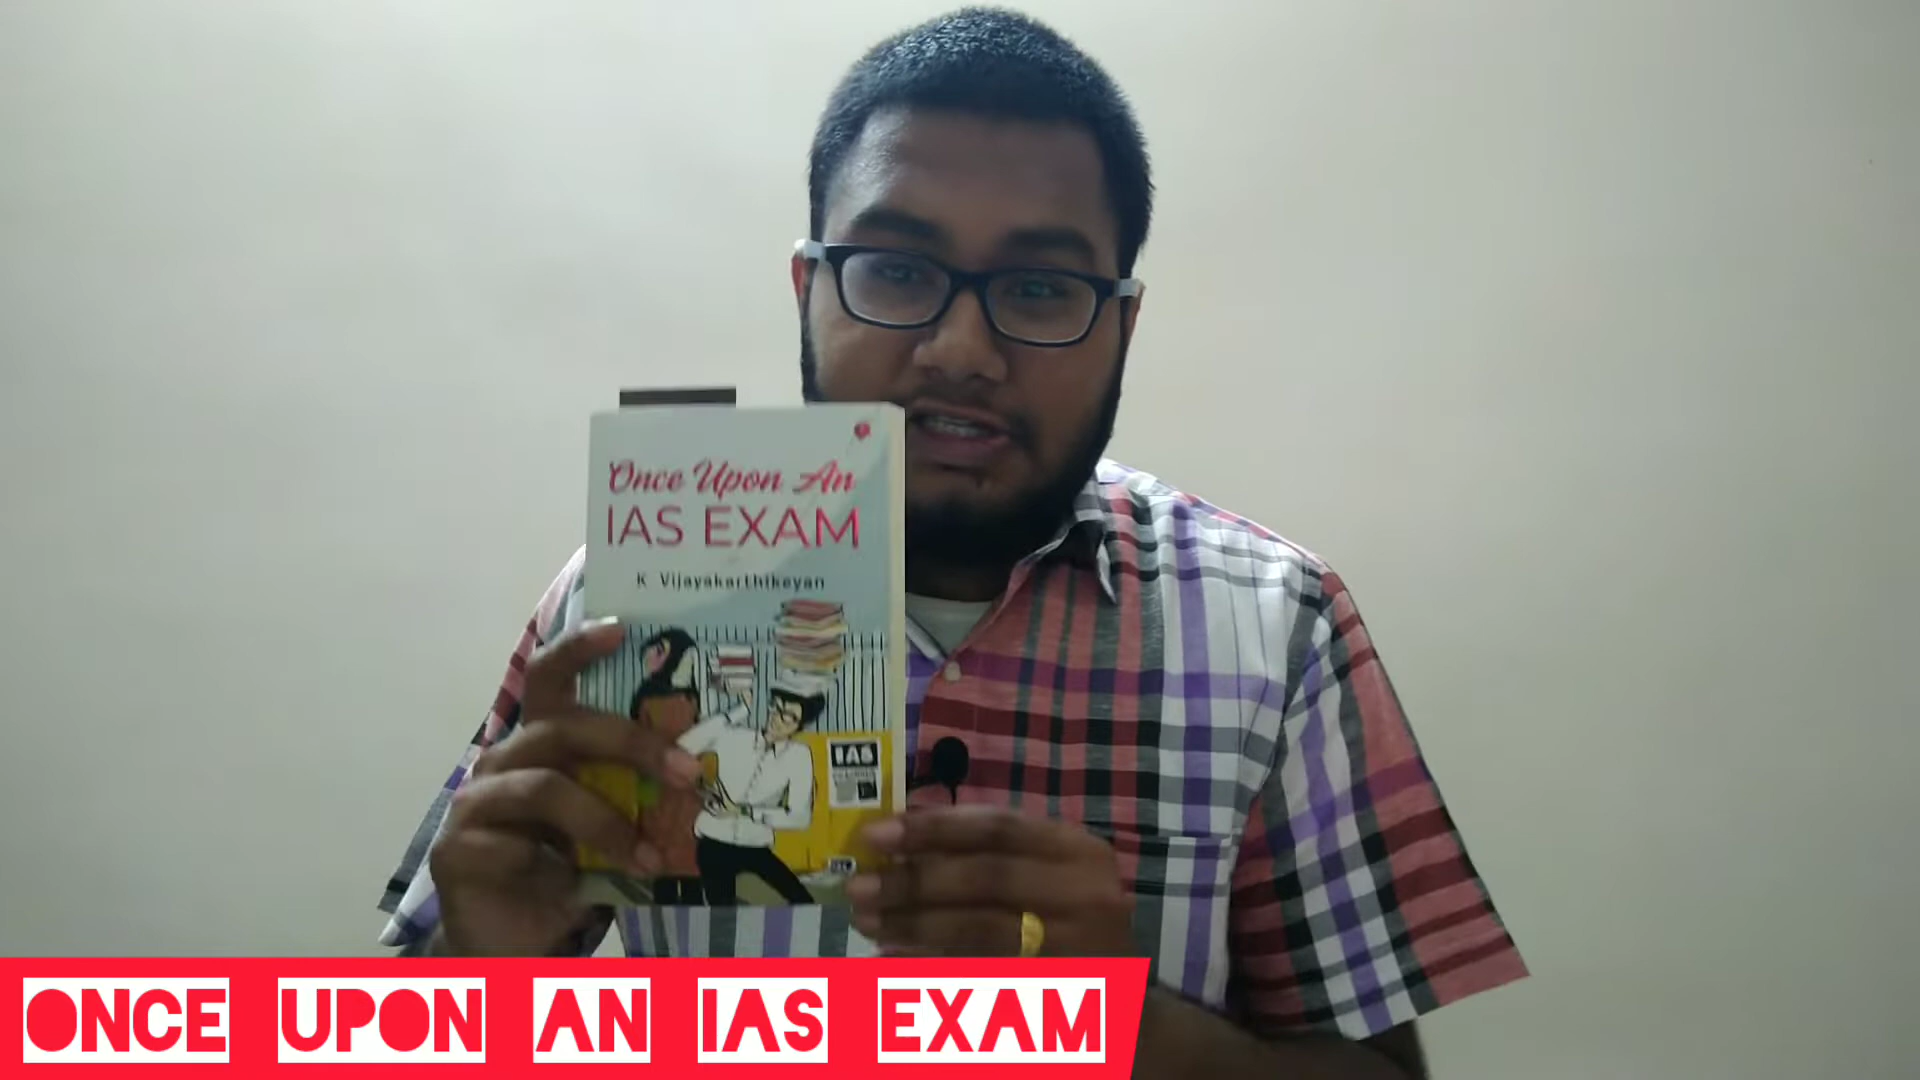 Once Upon An
IAS EXAM
K Vijayakarthikeyan
IAS
ONCE UPON AN IAS EXAM